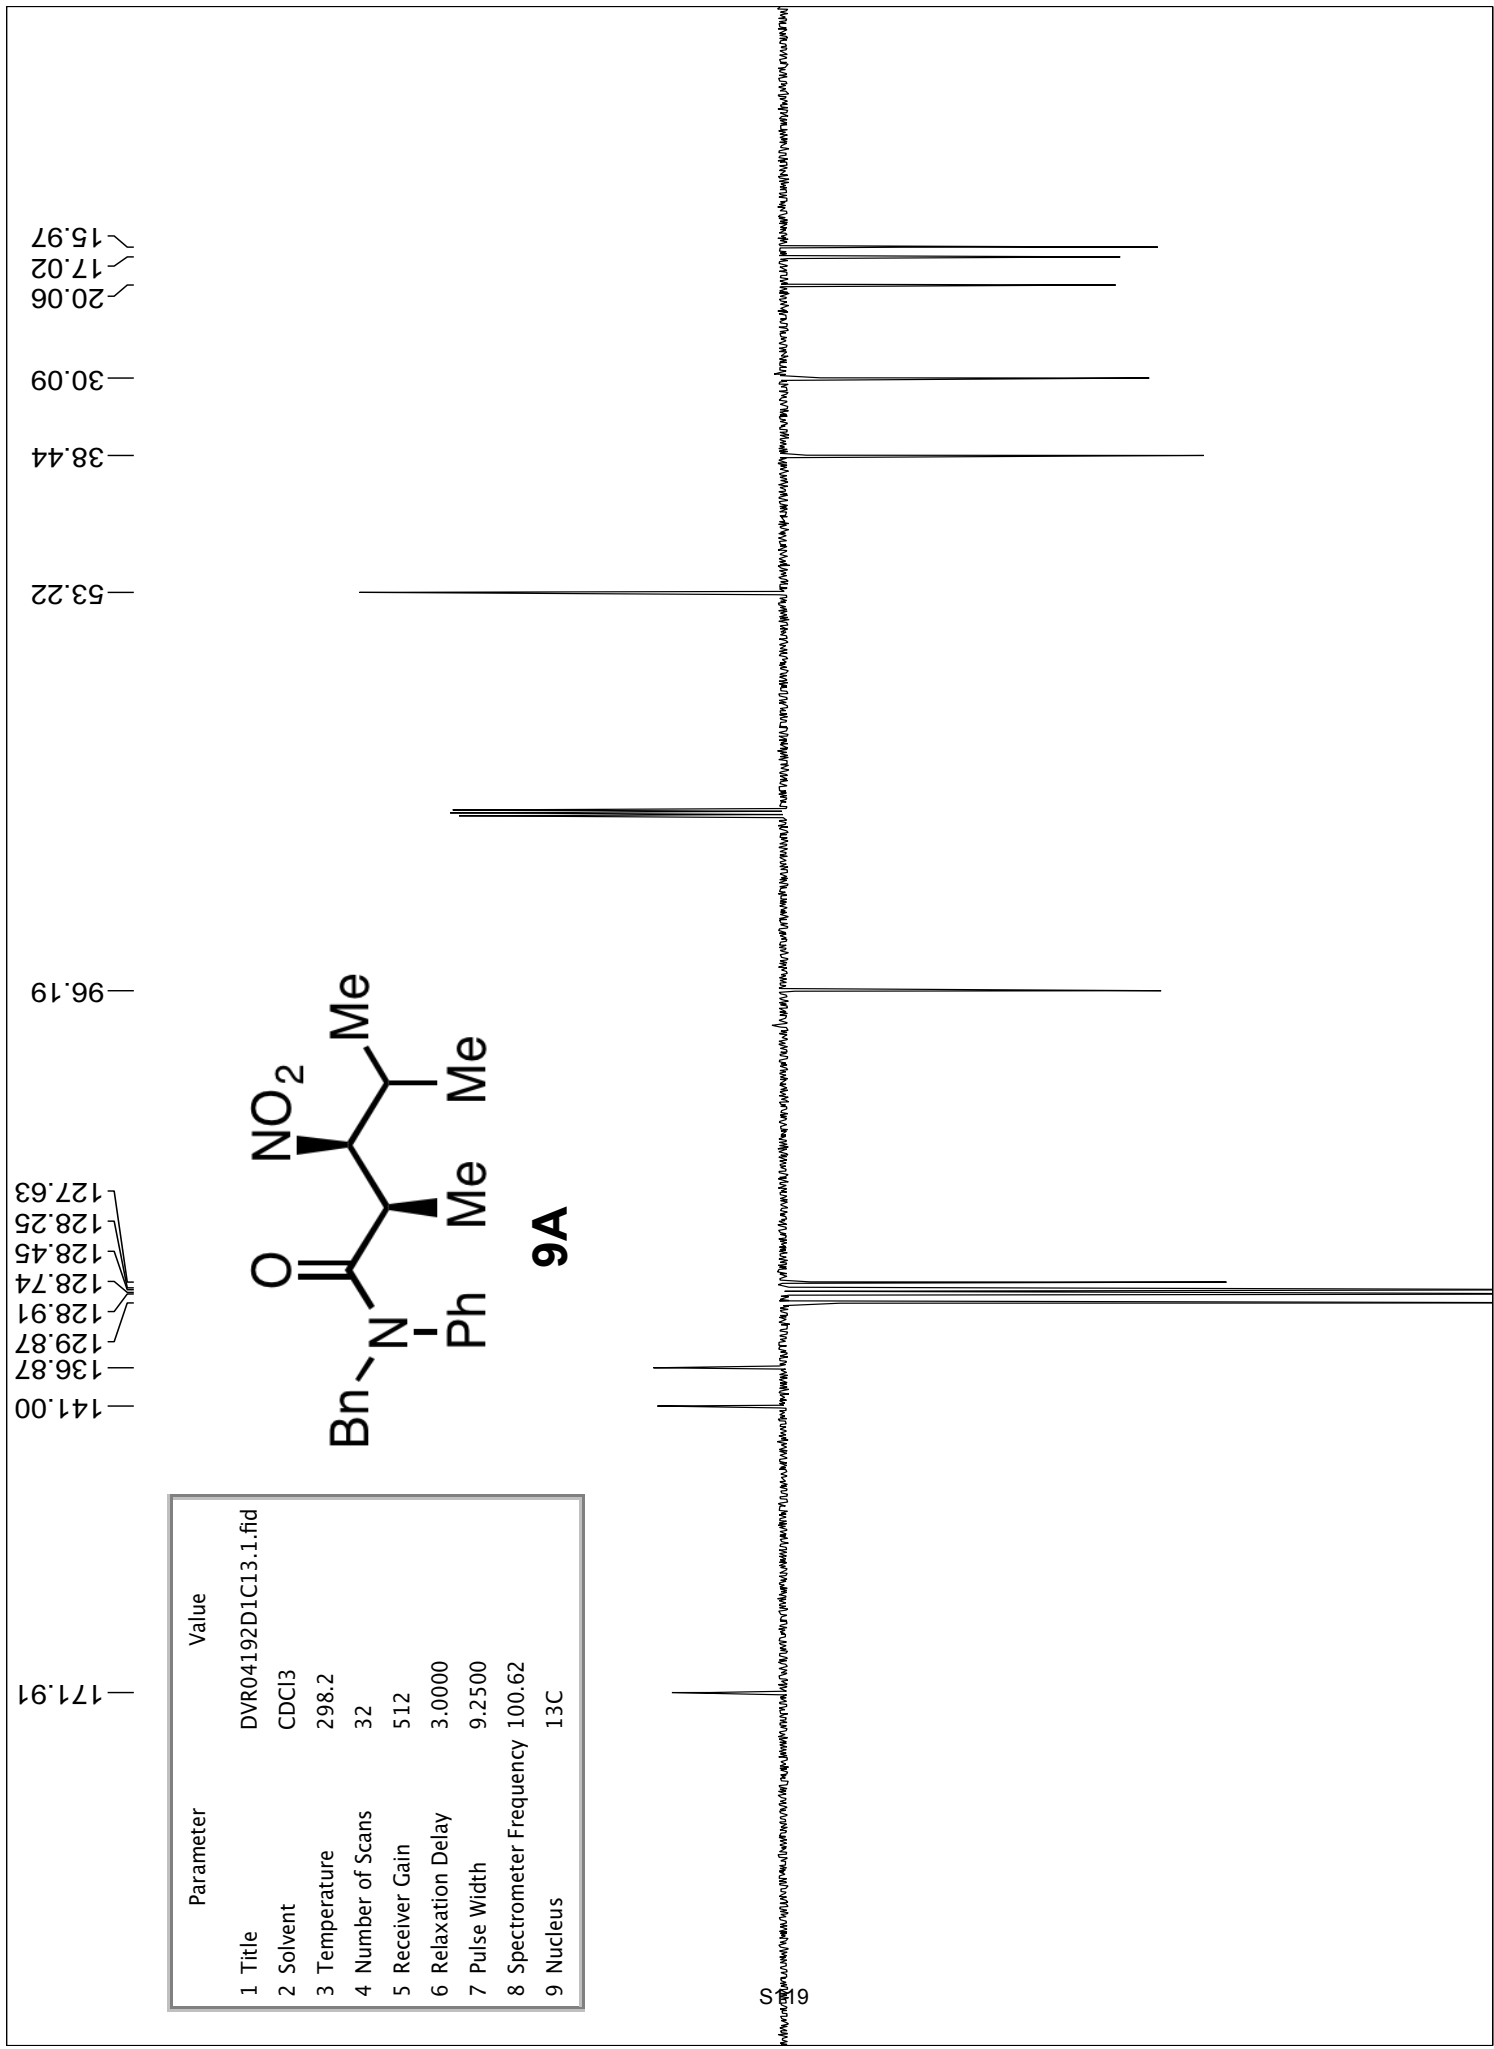 171.91
141.00
136.87
129.87
128.91
128.74
128.45
128.25
127.63
96.19
53.22
38.44
30.09
20.06
17.02
15.97
Parameter Value
1 Title DVR04192D1C13.1.fid
2 Solvent CDCl3
3 Temperature 298.2
4 Number of Scans 32
5 Receiver Gain 512
6 Relaxation Delay 3.0000
7 Pulse Width 9.2500
8 Spectrometer Frequency 100.62
9 Nucleus 13C
O NO2
Bn N Me
Ph Me Me
9A
S119